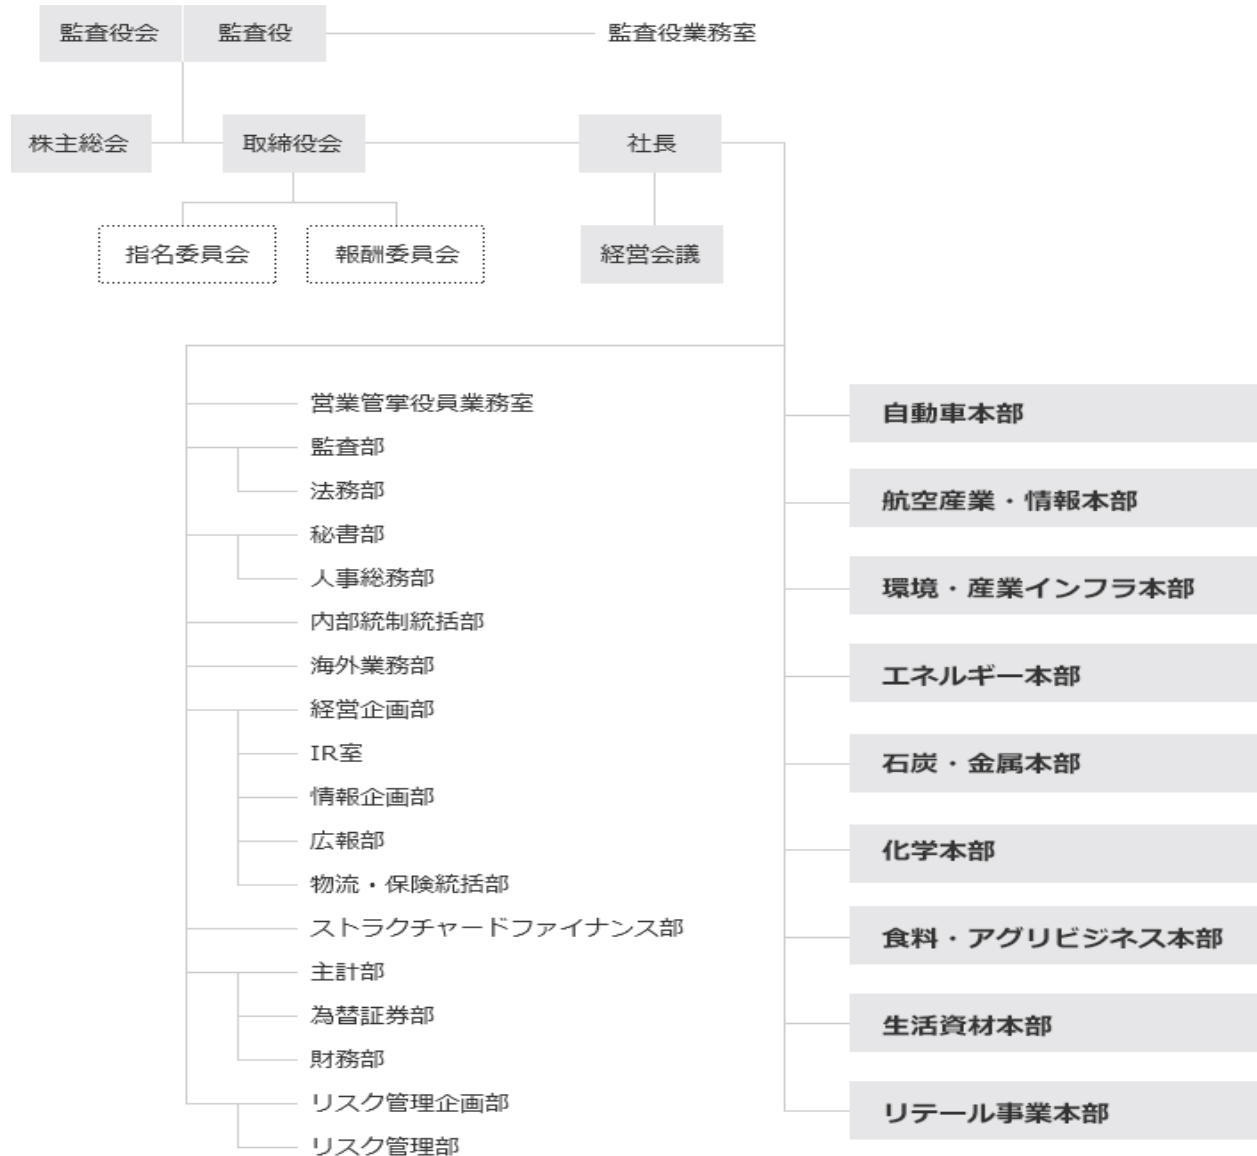 監査役会
監査役
監査役業務室
株主総会
取締役会
社長
指名委員会
報酬委員会
経営会議
営業管掌役員業務室
監査部
法務部
秘書部
人事総務部
内部統制統括部
海外業務部
経営企画部
IR室
情報企画部
広報部
物流・保険統括部
ストラクチャードファイナンス部
主計部
為替証券部
財務部
リスク管理企画部
リスク管理部
自動車本部
航空産業・情報本部
環境・産業インフラ本部
エネルギー本部
石炭・金属本部
化学本部
食料・アグリビジネス本部
生活資材本部
リテール事業本部